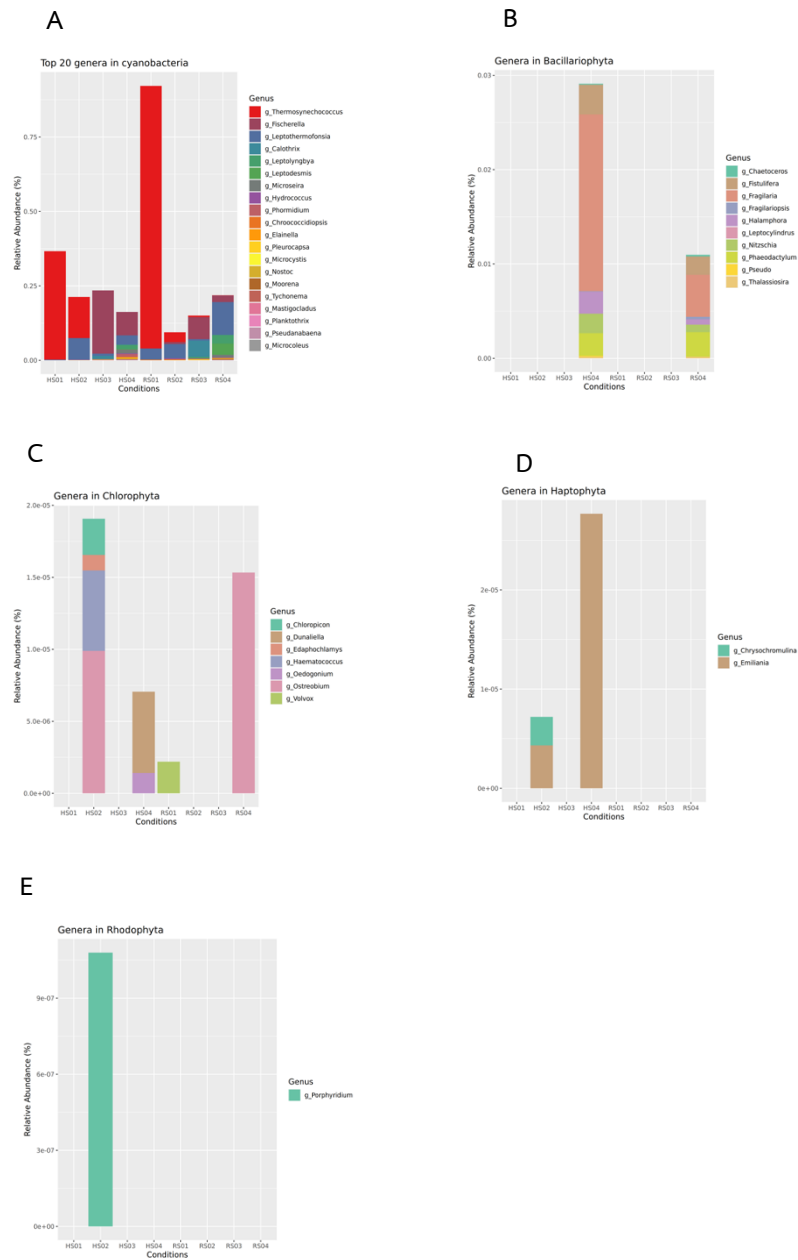 A
Top 20 genera in cyanobacteria
Relative Abundance (%)
0.75
0.50
0.25
0.00
HS01 HS02 HS03 HS04 RS01 RS02 RS03 RS04
Conditions
Genus
g_Thermosynechococcus
g_Fischerella
g_Leptothermofonsia
g_Calothrix
g_Leptolyngbya
g_Leptodesmis
g_Microseira
g_Hydrococcus
g_Phormidium
g_Chroococcidiopsis
g_Elainella
g_Pleurocapsa
g_Microcystis
g_Nostoc
g_Moorena
g_Tychonema
g_Mastigocladus
g_Planktothrix
g_Pseudanabaena
g_Microcoleus
B
Genera in Bacillariophyta
Relative Abundance (%)
0.03
0.02
0.01
0.00
HS01 HS02 HS03 HS04 RS01 RS02 RS03 RS04
Conditions
Genus
g_Chaetoceros
g_Fistulifera
g_Fragilaria
g_Fragilariopsis
g_Halamphora
g_Leptocylindrus
g_Nitzschia
g_Phaeodactylum
g_Pseudo
g_Thalassiosira
C
Genera in Chlorophyta
Relative Abundance (%)
2.0e-05
1.5e-05
1.0e-05
5.0e-06
0.0e+00
HS01 HS02 HS03 HS04 RS01 RS02 RS03 RS04
Conditions
Genus
g_Chloropicon
g_Dunaliella
g_Edaphochlamys
g_Haematococcus
g_Oedogonium
g_Ostreobium
g_Volvox
D
Genera in Haptophyta
Relative Abundance (%)
2e-05
1e-05
0e+00
HS01 HS02 HS03 HS04 RS01 RS02 RS03 RS04
Conditions
Genus
g_Chrysochromulina
g_Emiliania
E
Genera in Rhodophyta
Relative Abundance (%)
9e-07
6e-07
3e-07
0e+00
HS01 HS02 HS03 HS04 RS01 RS02 RS03 RS04
Conditions
Genus
g_Porphyridium